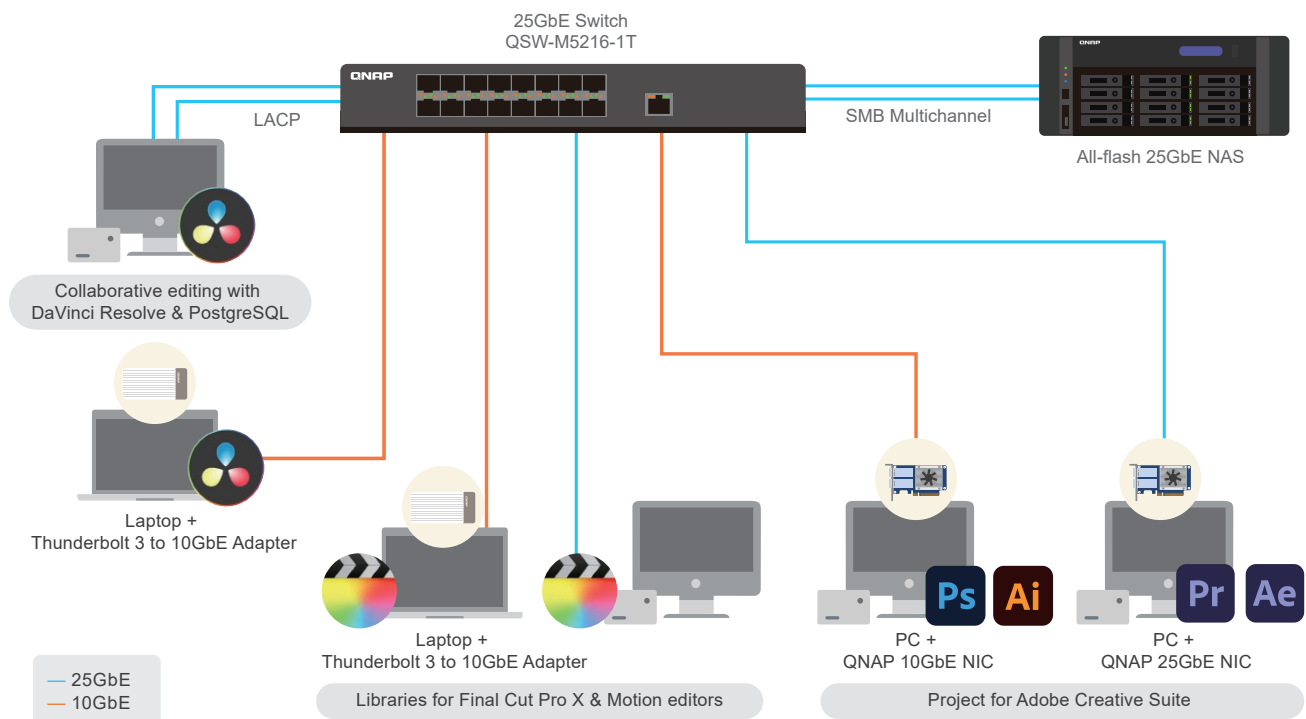 25GbE Switch
QSW-M5216-1T
QNAP
QNAP
LACP
SMB Multichannel
All-flash 25GbE NAS
Collaborative editing with
DaVinci Resolve & PostgreSQL
Laptop +
Thunderbolt 3 to 10GbE Adapter
Ps
Ai
Pr
Ae
Laptop +
Thunderbolt 3 to 10GbE Adapter
PC +
QNAP 10GbE NIC
PC +
QNAP 25GbE NIC
25GbE
10GbE
Libraries for Final Cut Pro X & Motion editors
Project for Adobe Creative Suite